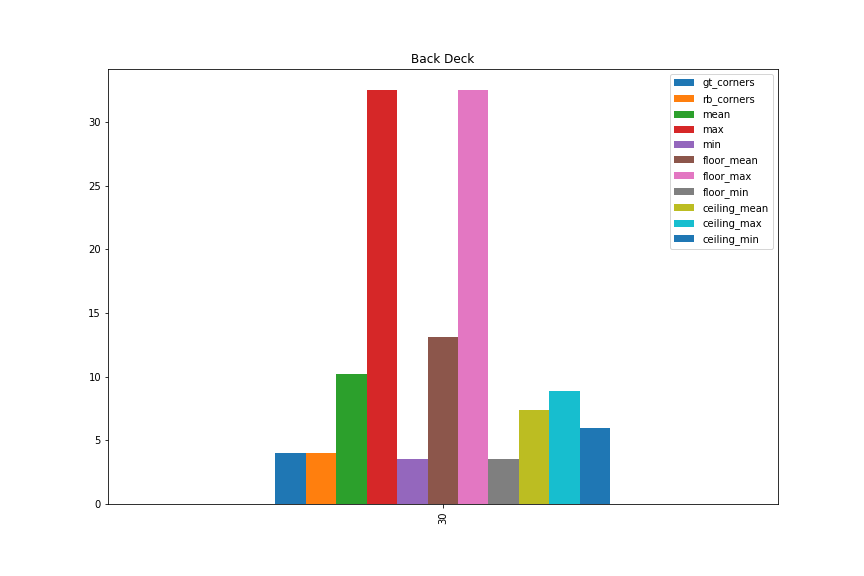 Back Deck
gt_corners
rb_corners
mean
max
min
floor_mean
floor_max
floor_min
ceiling_mean
ceiling_max
ceiling_min
30
25
20
15
10
5
0
30